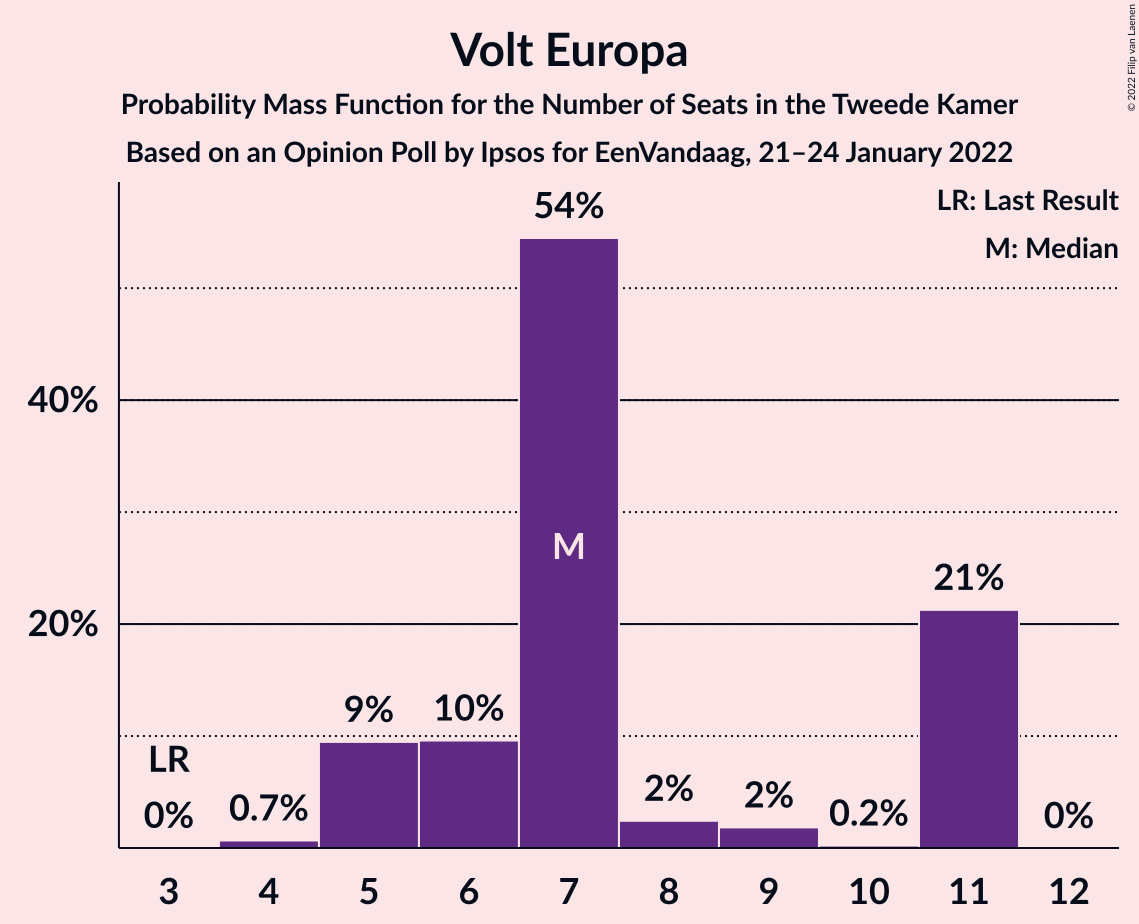 Volt Europa
Probability Mass Function for the Number of Seats in the Tweede Kamer
Based on an Opinion Poll by Ipsos for EenVandaag, 21–24 January 2022
© 2022 Filip van Laenen
LR: Last Result
M: Median
54%
40%
M
21%
20%
9%
10%
LR
0%
0.7%
2%
2%
0.2%
0%
3 4 5 6 7 8 9 10 11 12